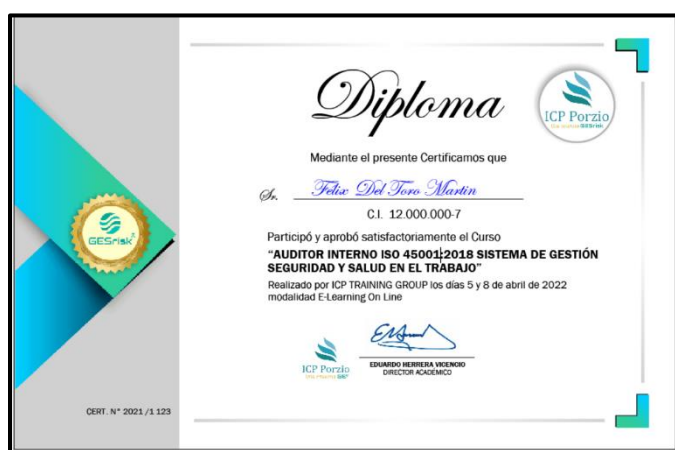 Diploma
ICP Porzio
Mediante el presente Certificamos que
Sr. Félix Del Toro Martin
C.I. 12.000.000-7
GESrisk
Participó y aprobó satisfactoriamente el Curso
“AUDITOR INTERNO ISO 45001:2018 SISTEMA DE GESTIÓN
SEGURIDAD Y SALUD EN EL TRABAJO”
Realizado por ICP TRAINING GROUP los días 5 y 8 de abril de 2022
modalidad E-Learning On Line
ICP Porzio
EDUARDO HERRERA VICENCIO
DIRECTOR ACADÉMICO
CERT. N° 2021 /1 123